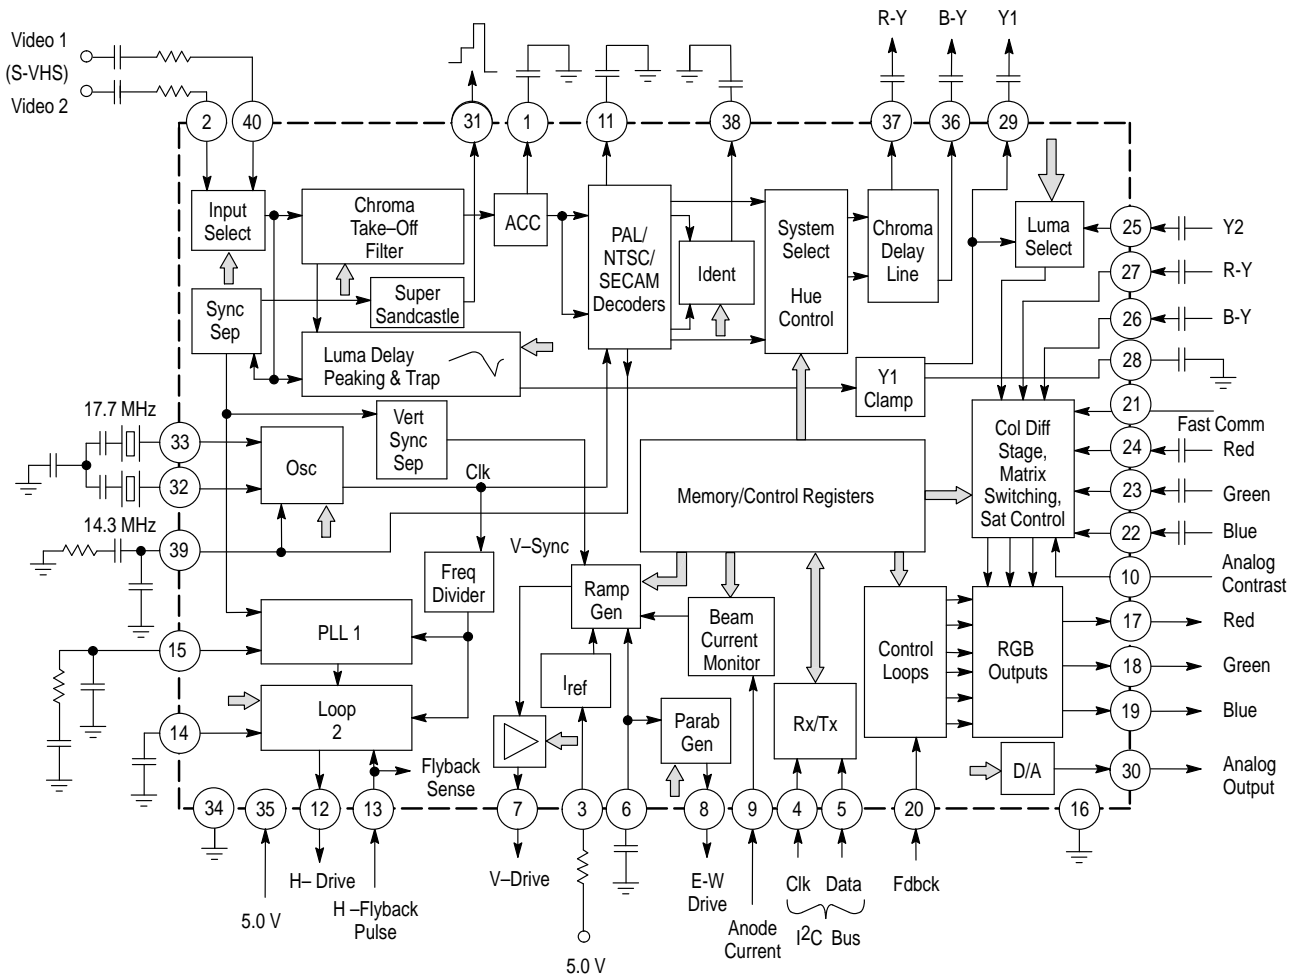 R-Y
B-Y
Y1
Video 1
(S-VHS)
Video 2
2
40
31
1
11
38
37
36
29
Input
Select
Chroma
Take–Off
Filter
ACC
PAL/
NTSC/
SECAM
Decoders
Ident
System
Select
Hue
Control
Chroma
Delay
Line
Luma
Select
25
Y2
27
R-Y
26
B-Y
28
Sync
Sep
Super
Sandcastle
Luma Delay
Peaking & Trap
Y1
Clamp
21
Fast Comm
24
Red
23
Green
22
Blue
10
Analog
Contrast
17.7 MHz
33
32
14.3 MHz
39
Osc
Vert
Sync
Sep
Clk
Memory/Control Registers
Col Diff
Stage,
Matrix
Switching,
Sat Control
V–Sync
Freq
Divider
Ramp
Gen
Beam
Current
Monitor
Control
Loops
RGB
Outputs
17
Red
18
Green
19
Blue
15
PLL 1
14
Loop
2
Iref
Parab
Gen
Rx/Tx
D/A
30
Analog
Output
Flyback
Sense
34
35
12
13
7
3
6
8
9
4
5
20
16
5.0 V
H– Drive
H –Flyback
Pulse
V–Drive
5.0 V
E-W
Drive
Anode
Current
Clk
Data
I2C Bus
Fdbck